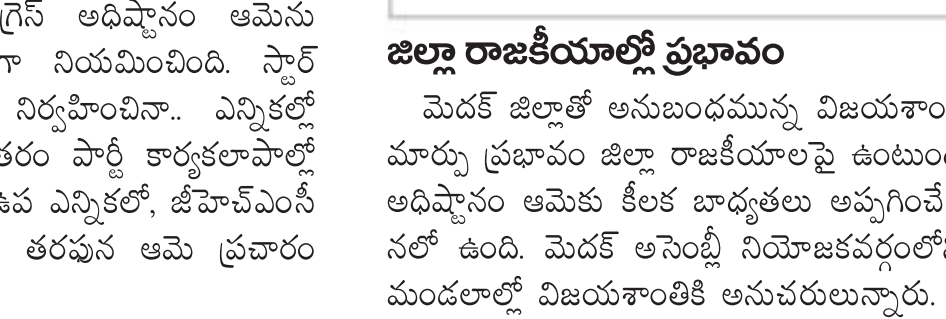 గ్రెస్ అధిష్టానం ఆమెను
గా నియమించింది. స్టార్
నిర్వహించినా.. ఎన్నికల్లో
తరం పార్టీ కార్యకలాపాల్లో
ఉప ఎన్నికలో, జీహెచ్ఎంసీ
తరఫున ఆమె ప్రచారం
జిల్లా రాజకీయాల్లో ప్రభావం
మెదక్ జిల్లాతో అనుబంధమున్న విజయశాం
మార్పు ప్రభావం జిల్లా రాజకీయాలపై ఉంటుం
అధిష్టానం ఆమెకు కీలక బాధ్యతలు అప్పగించే
నలో ఉంది. మెదక్ అసెంబ్లీ నియోజకవర్గంలో
మండలాల్లో విజయశాంతికి అనుచరులున్నారు.